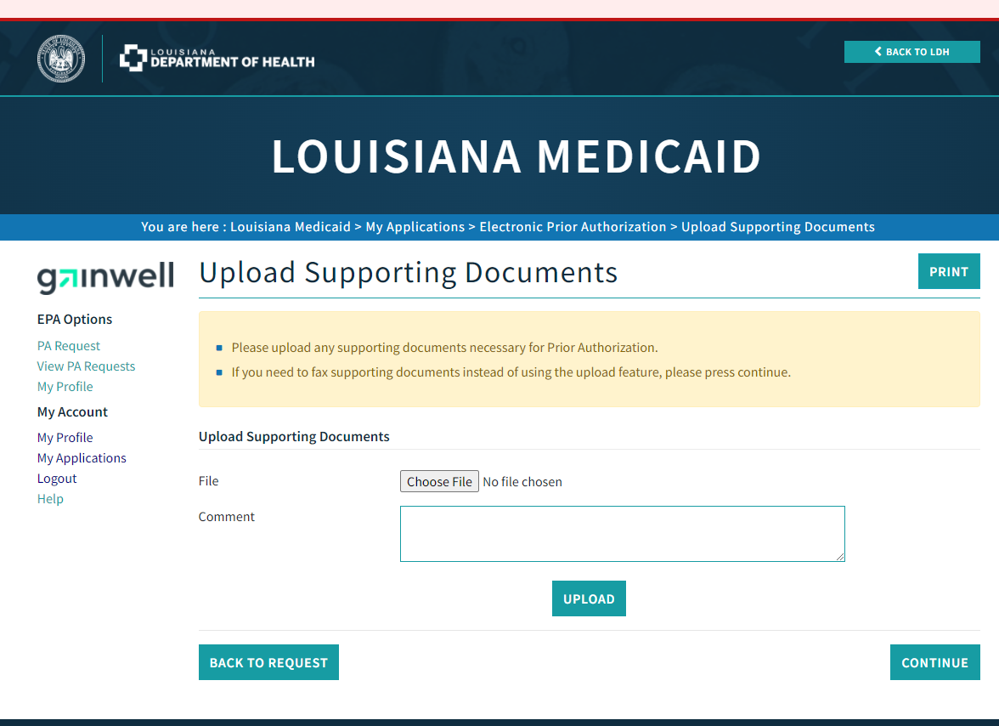 LOUISIANA
DEPARTMENT OF HEALTH
BACK TO LDH
LOUISIANA MEDICAID
You are here : Louisiana Medicaid > My Applications > Electronic Prior Authorization > Upload Supporting Documents
gainwell
Upload Supporting Documents
PRINT
EPA Options
PA Request
View PA Requests
My Profile
My Account
My Profile
My Applications
Logout
Help
Please upload any supporting documents necessary for Prior Authorization.
If you need to fax supporting documents instead of using the upload feature, please press continue.
Upload Supporting Documents
File
Choose File No file chosen
Comment
UPLOAD
BACK TO REQUEST
CONTINUE